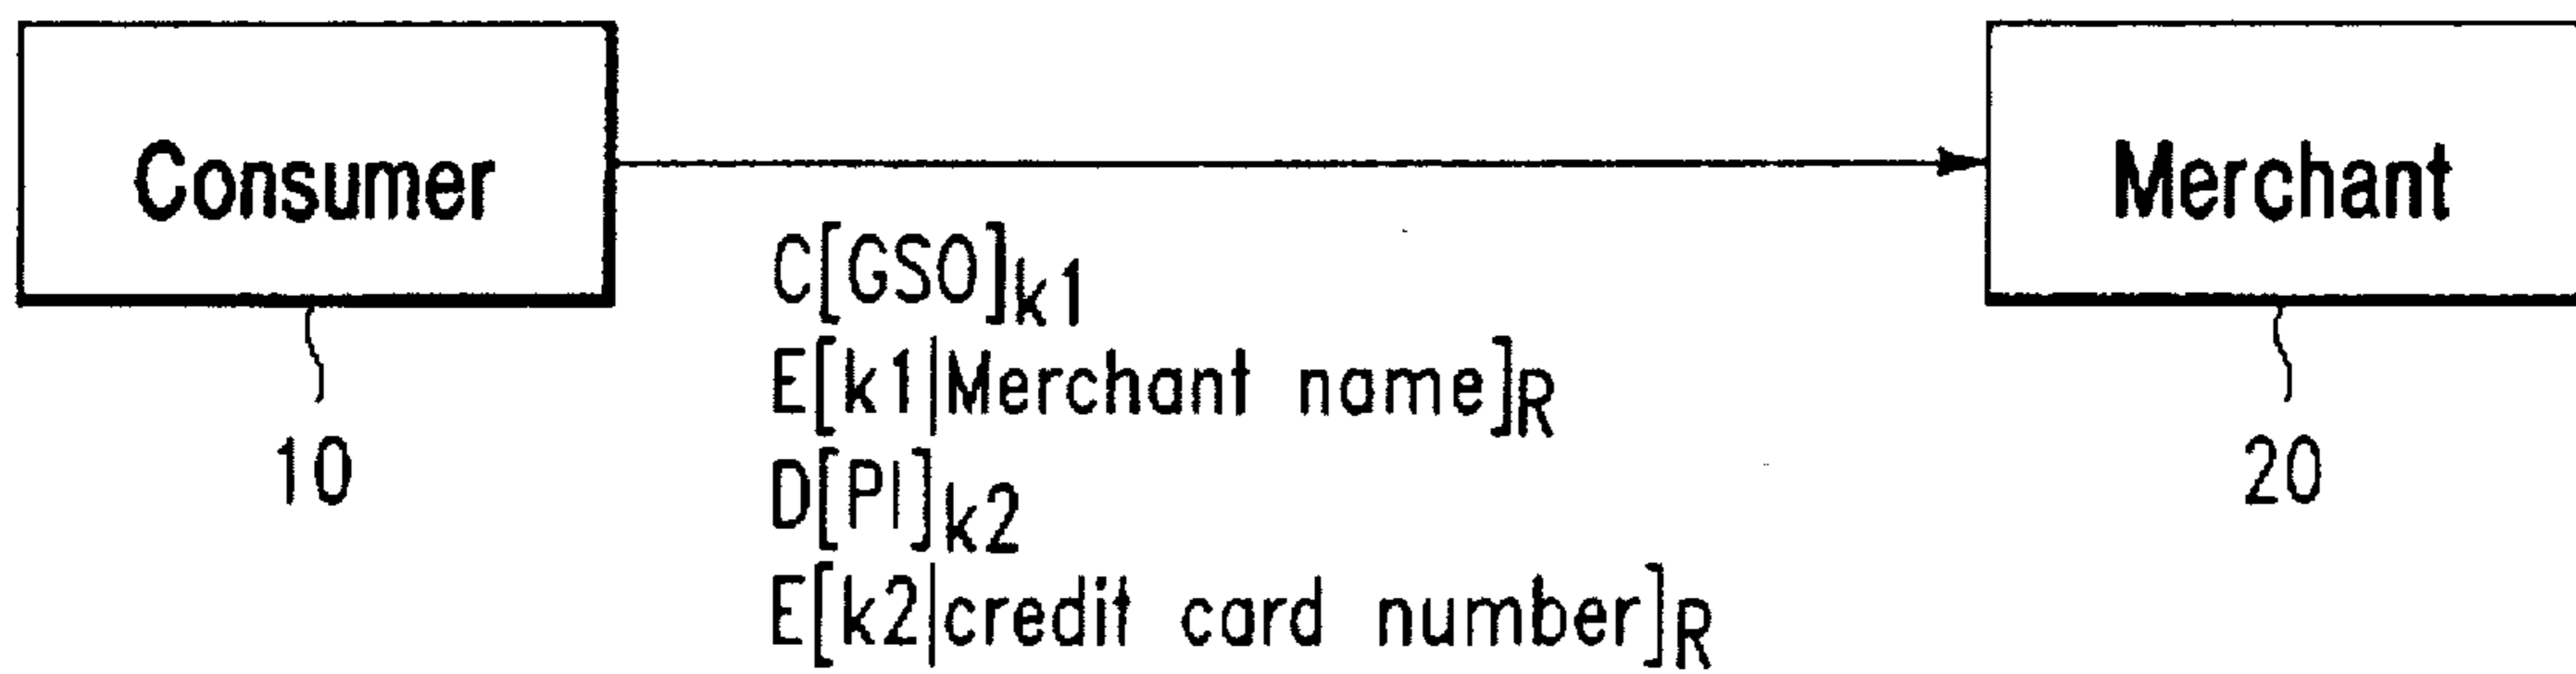 Consumer
Merchant
C[GSO]k1
E[k1|Merchant name]R
D[PI]k2
E[k2|credit card number]R
10
20